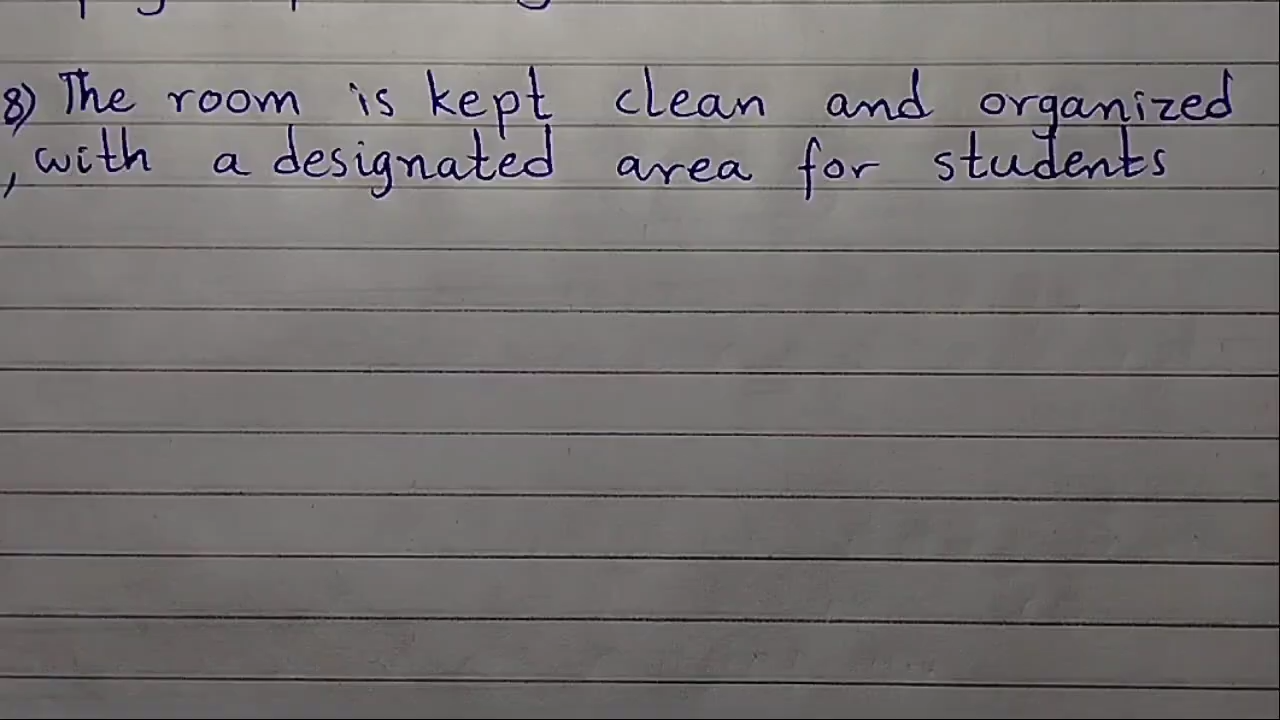 8) The room is kept clean and organized
, with a designated area for students